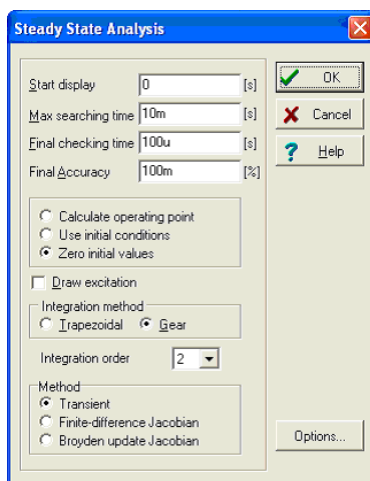 Steady State Analysis
Start display 0 [s]
Max searching time 10m [s]
Final checking time 100u [s]
Final Accuracy 100m [%]
OK
Cancel
? Help
Calculate operating point
Use initial conditions
Zero initial values
Draw excitation
Integration method
Trapezoidal Gear
Integration order 2
Method
Transient
Finite-difference Jacobian
Broyden update Jacobian
Options...